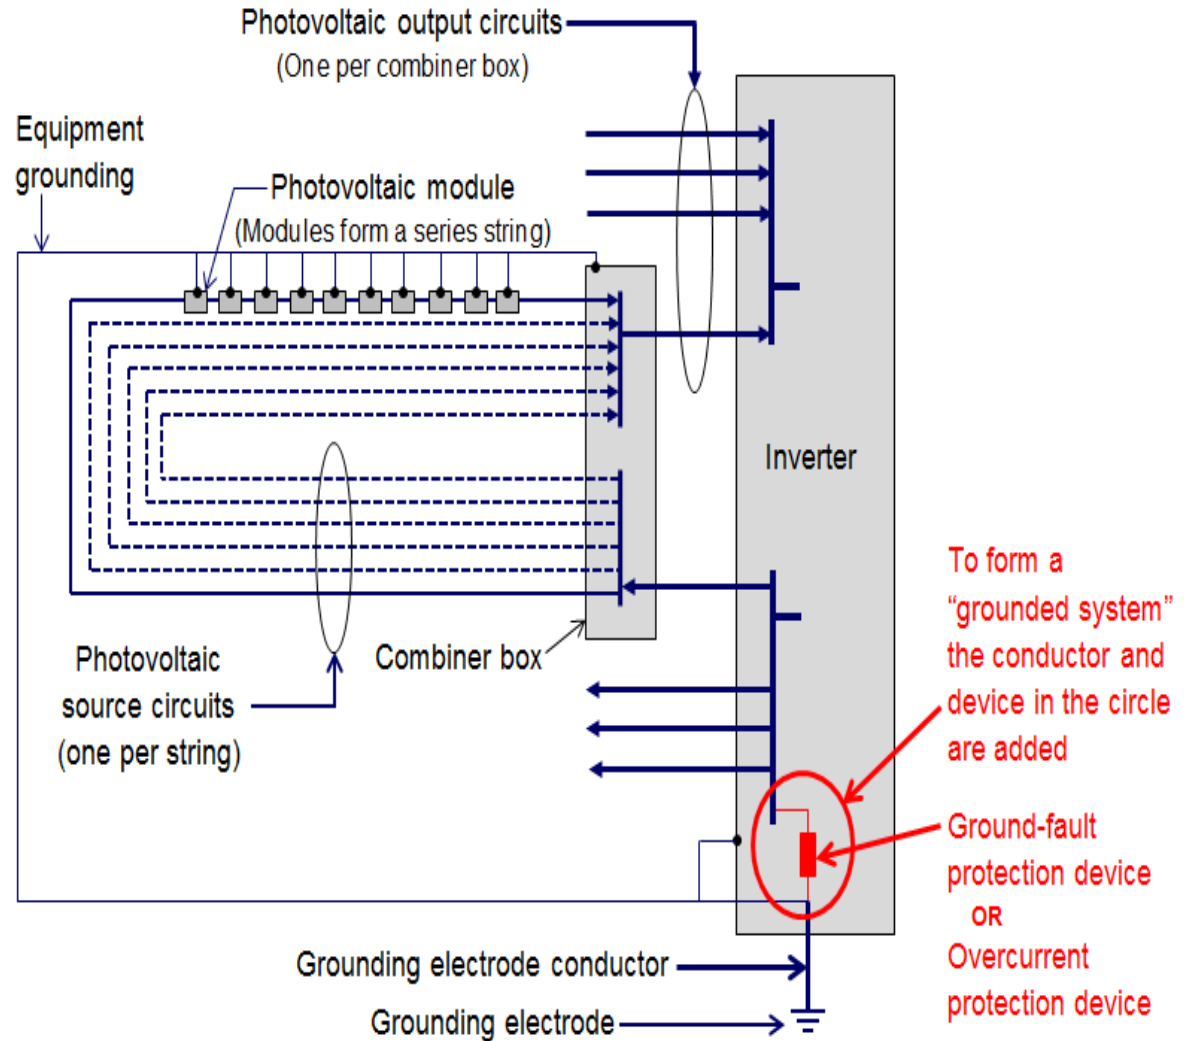 Photovoltaic output circuits
(One per combiner box)
Equipment
grounding
Photovoltaic module
(Modules form a series string)
Inverter
Photovoltaic
source circuits
(one per string)
Combiner box
To form a
“grounded system”
the conductor and
device in the circle
are added
Ground-fault
protection device
OR
Overcurrent
protection device
Grounding electrode conductor
Grounding electrode